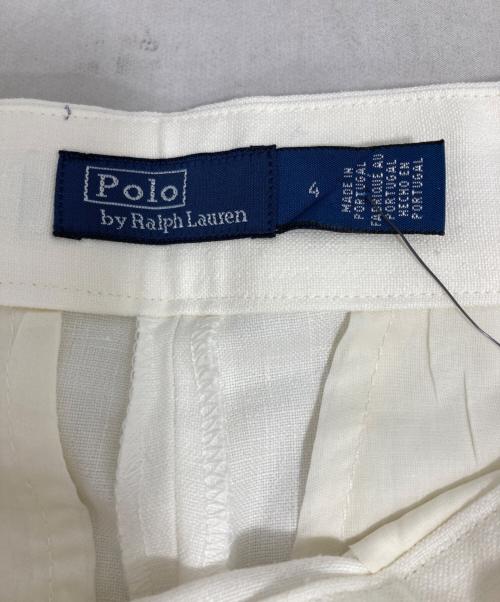 Polo
by Ralph Lauren
4
MADE IN
PORTUGAL
FABRIQUE AU
PORTUGAL
HECHO EN
PORTUGAL